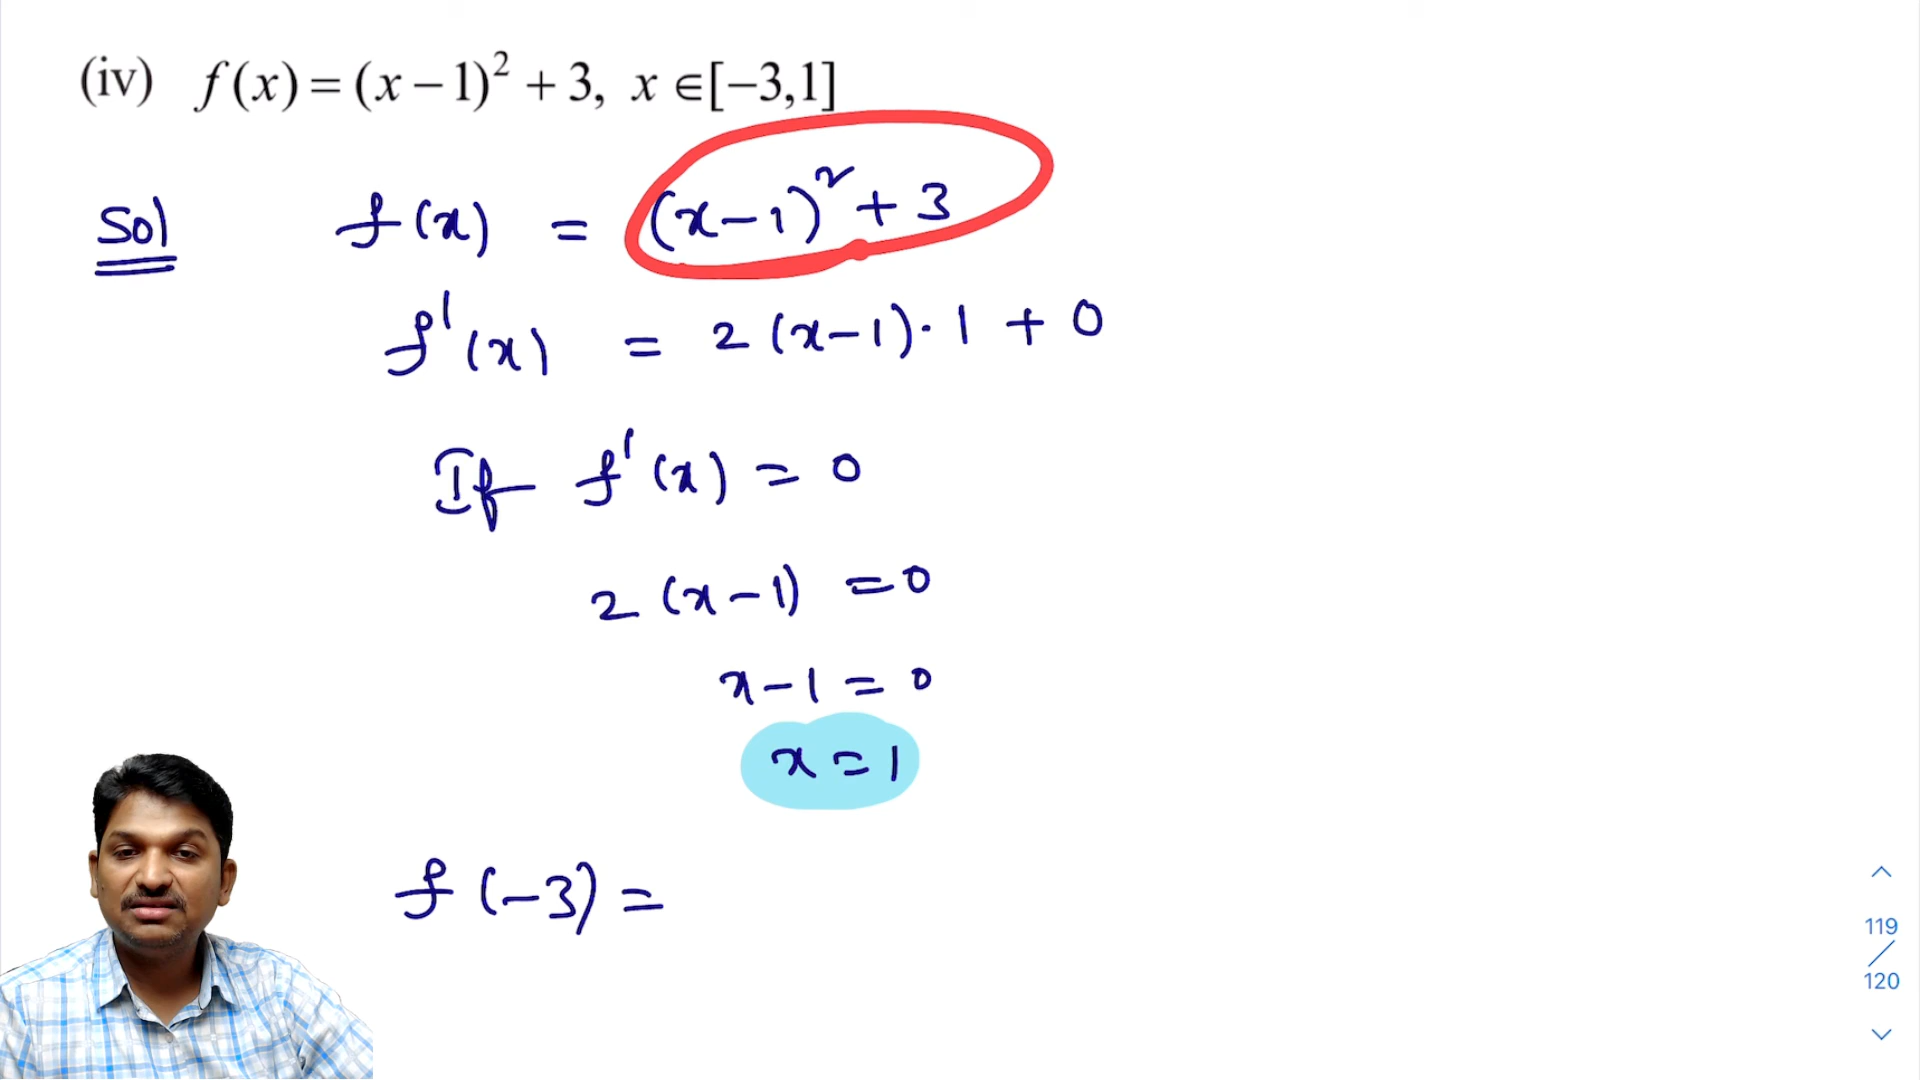 (iv) f(x) = (x − 1)² + 3, x ∈[−3,1]
Sol f(x) = (x−1)² + 3
f'(x) = 2(x−1)·1 + 0
If f'(x) = 0
2(x−1) = 0
x−1 = 0
x = 1
f(−3) =
119
/
120